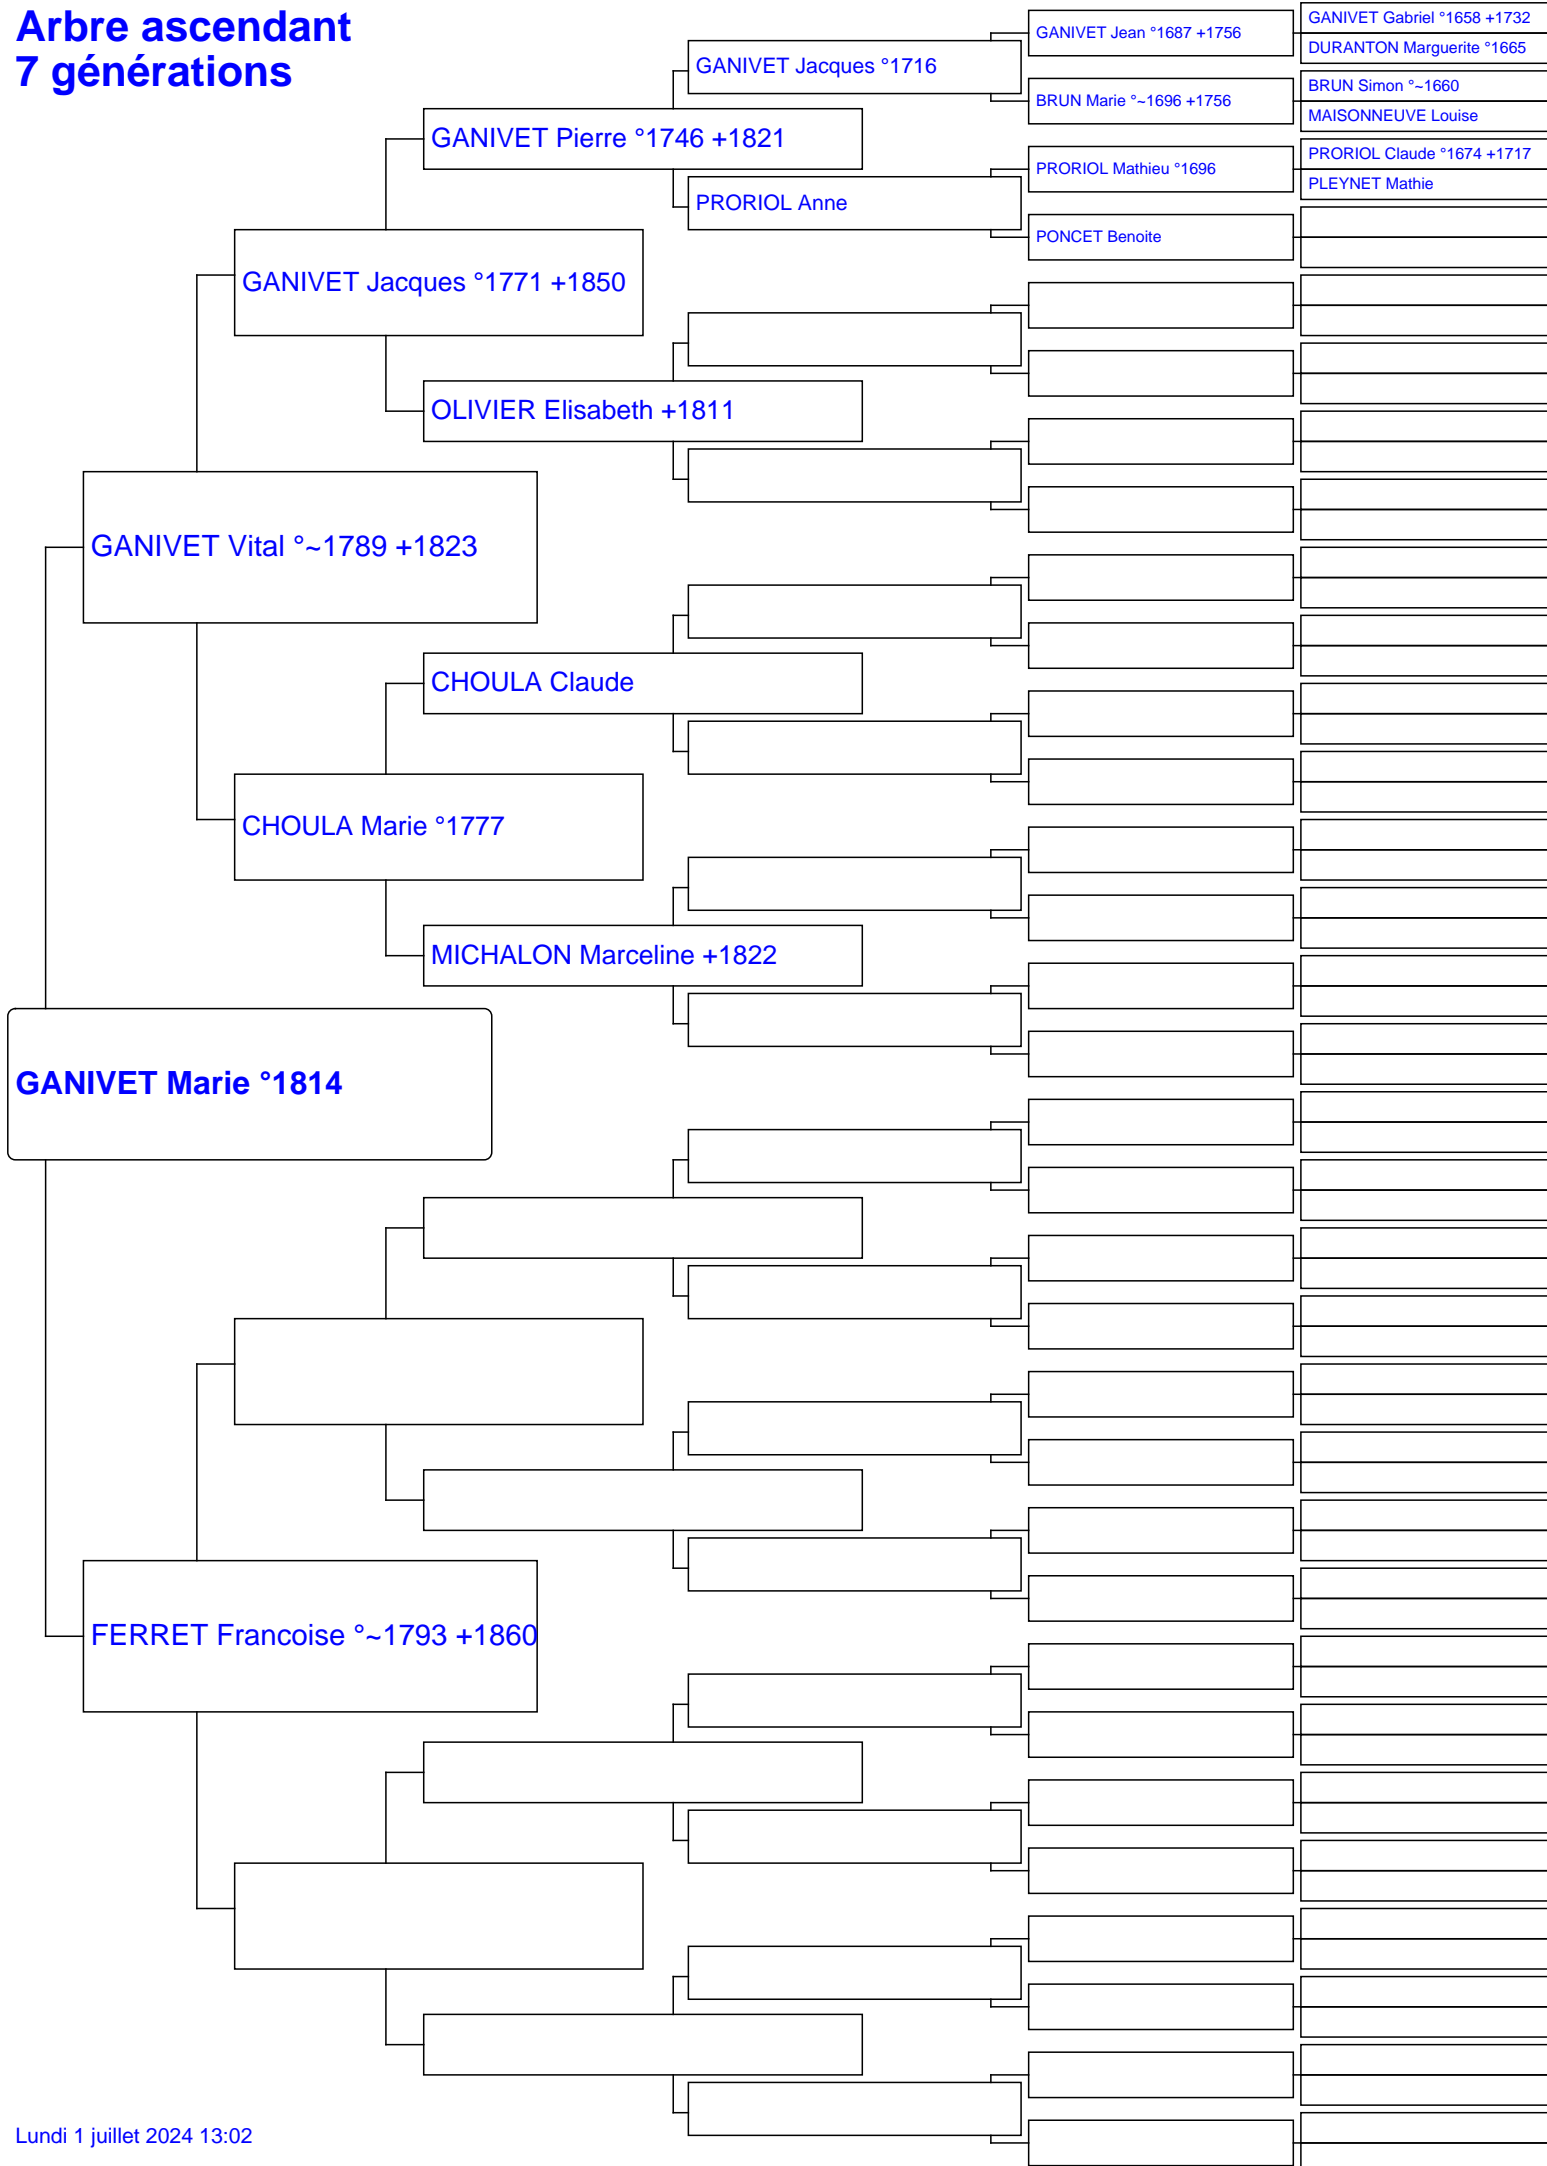 Arbre ascendant
7 générations
GANIVET Gabriel °1658 +1732
GANIVET Jean °1687 +1756
DURANTON Marguerite °1665
GANIVET Jacques °1716
BRUN Simon °~1660
BRUN Marie °~1696 +1756
MAISONNEUVE Louise
GANIVET Pierre °1746 +1821
PRORIOL Claude °1674 +1717
PRORIOL Mathieu °1696
PLEYNET Mathie
PRORIOL Anne
PONCET Benoite
GANIVET Jacques °1771 +1850
OLIVIER Elisabeth +1811
GANIVET Vital °~1789 +1823
CHOULA Claude
CHOULA Marie °1777
MICHALON Marceline +1822
GANIVET Marie °1814
FERRET Francoise °~1793 +1860
Lundi 1 juillet 2024 13:02